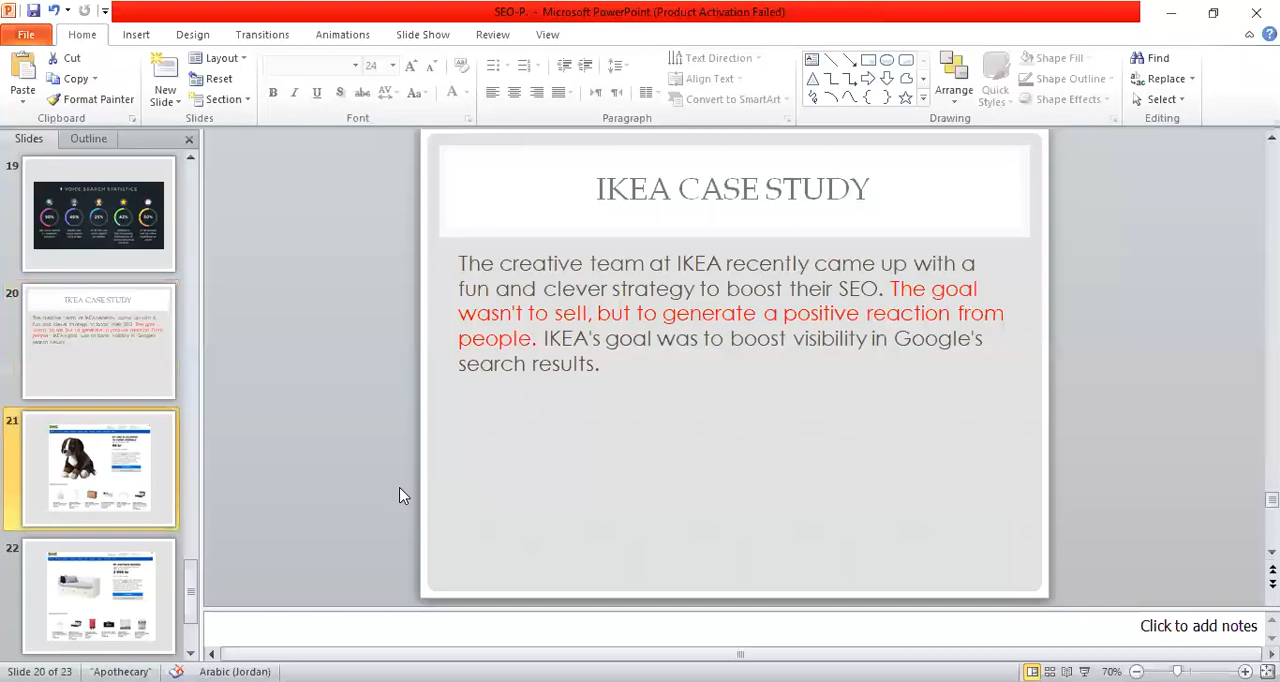 SEO-P. - Microsoft PowerPoint (Product Activation Failed)
File Home Insert Design Transitions Animations Slide Show Review View
Paste
Cut
Copy
Format Painter
Clipboard
New
Slide
Layout
Reset
Section
Slides
24
B I U S abc AV Aa A
Font
Text Direction
Align Text
Convert to SmartArt
Paragraph
Arrange
Quick
Styles
Shape Fill
Shape Outline
Shape Effects
Drawing
Find
Replace
Select
Editing
Slides Outline
19
VOICE SEARCH STATISTICS
20
IKEA CASE STUDY
21
22
IKEA CASE STUDY
The creative team at IKEA recently came up with a
fun and clever strategy to boost their SEO. The goal
wasn't to sell, but to generate a positive reaction from
people. IKEA's goal was to boost visibility in Google's
search results.
Click to add notes
Slide 20 of 23 "Apothecary" Arabic (Jordan) 70%